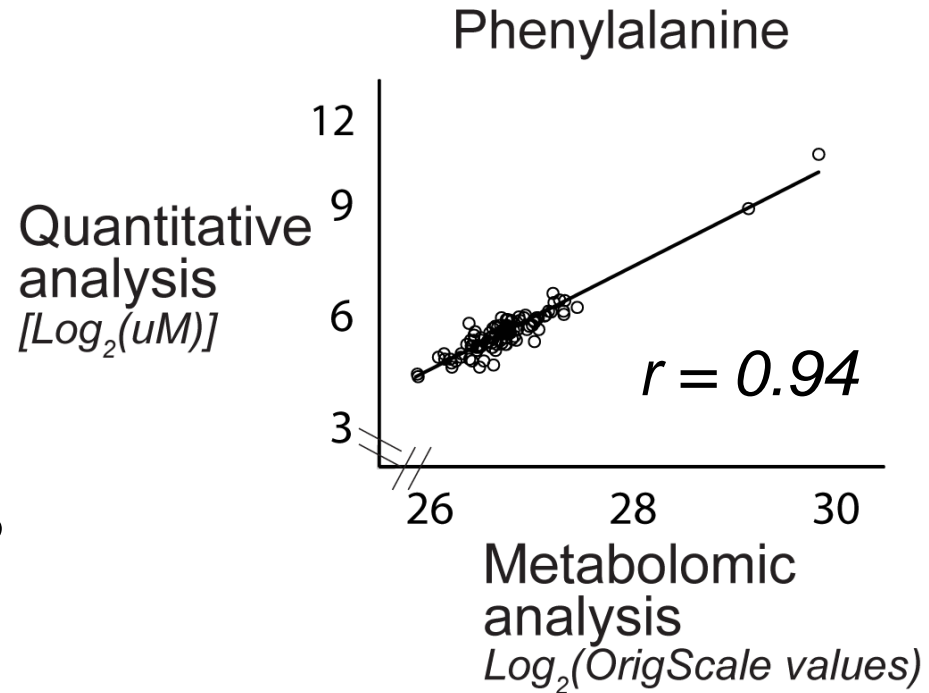 Phenylalanine
12
9
6
3
Quantitative
analysis
[Log2(uM)]
r = 0.94
26 28 30
Metabolomic
analysis
Log2(OrigScale values)